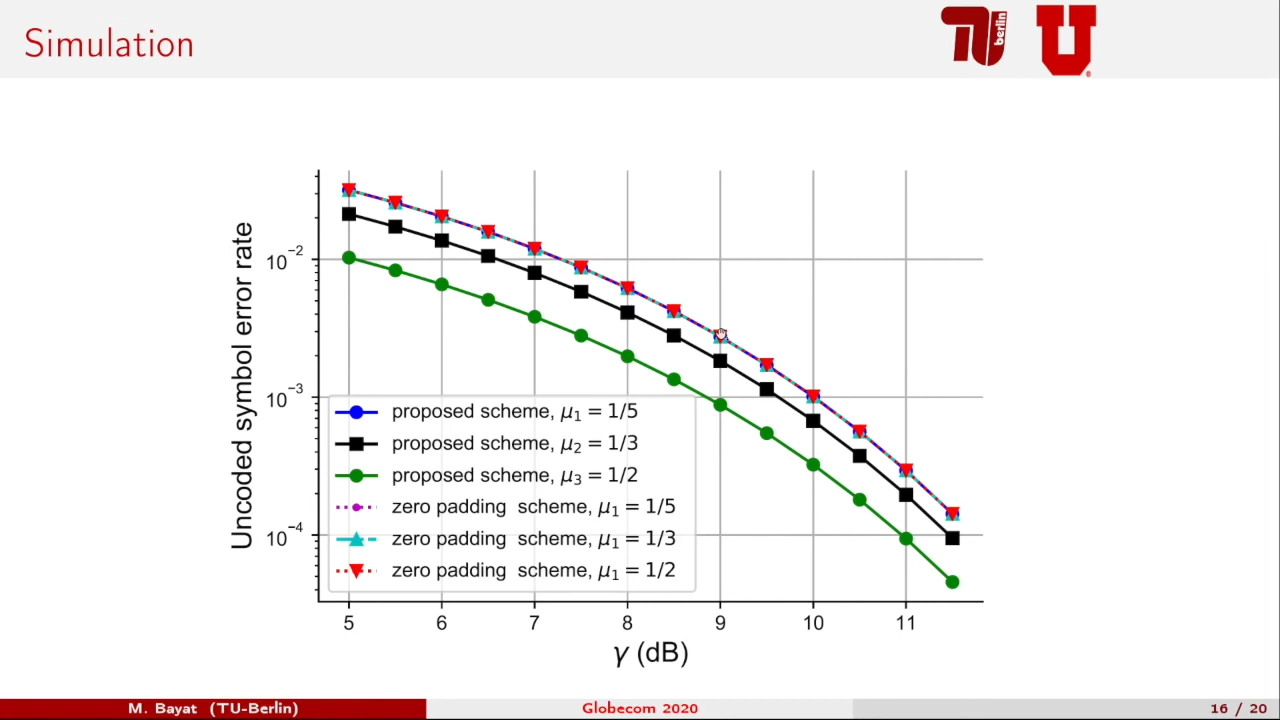 Simulation
berlin
Uncoded symbol error rate
10⁻²
10⁻³
10⁻⁴
proposed scheme, μ₁ = 1/5
proposed scheme, μ₂ = 1/3
proposed scheme, μ₃ = 1/2
zero padding scheme, μ₁ = 1/5
zero padding scheme, μ₁ = 1/3
zero padding scheme, μ₁ = 1/2
5 6 7 8 9 10 11
γ (dB)
M. Bayat (TU-Berlin) Globecom 2020 16 / 20